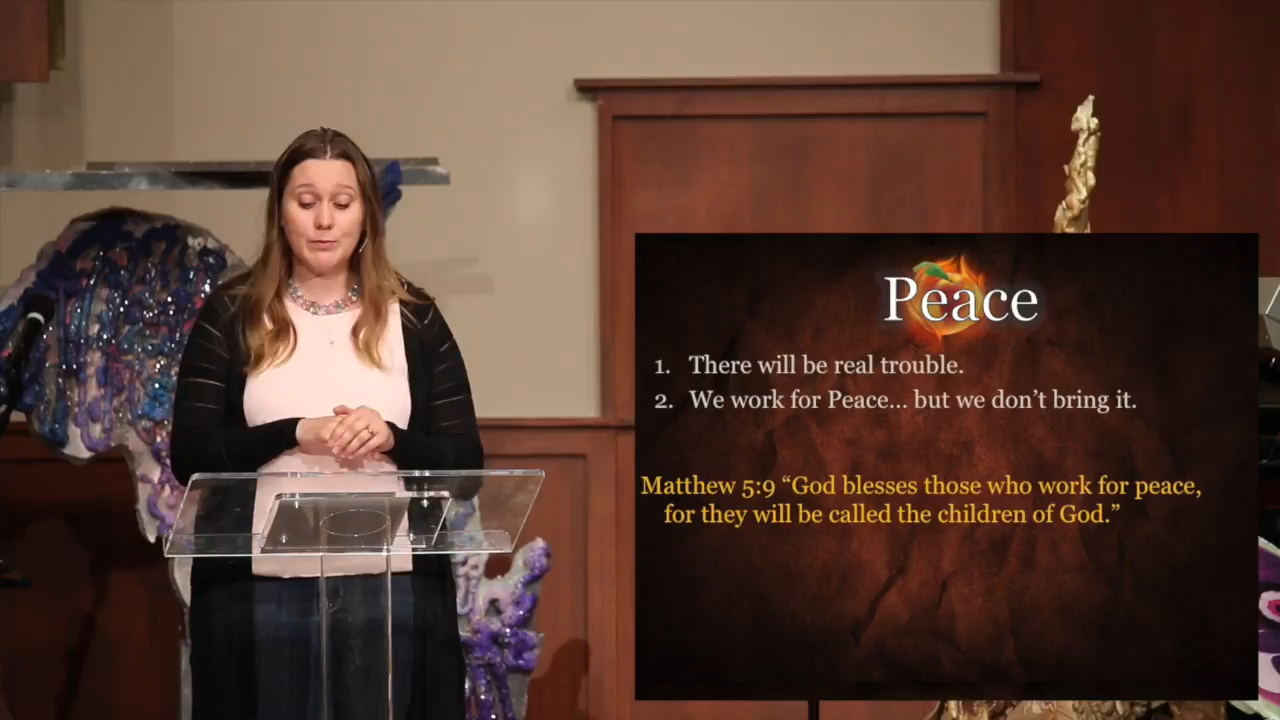 Peace
1. There will be real trouble.
2. We work for Peace... but we don't bring it.
Matthew 5:9 “God blesses those who work for peace,
for they will be called the children of God.”